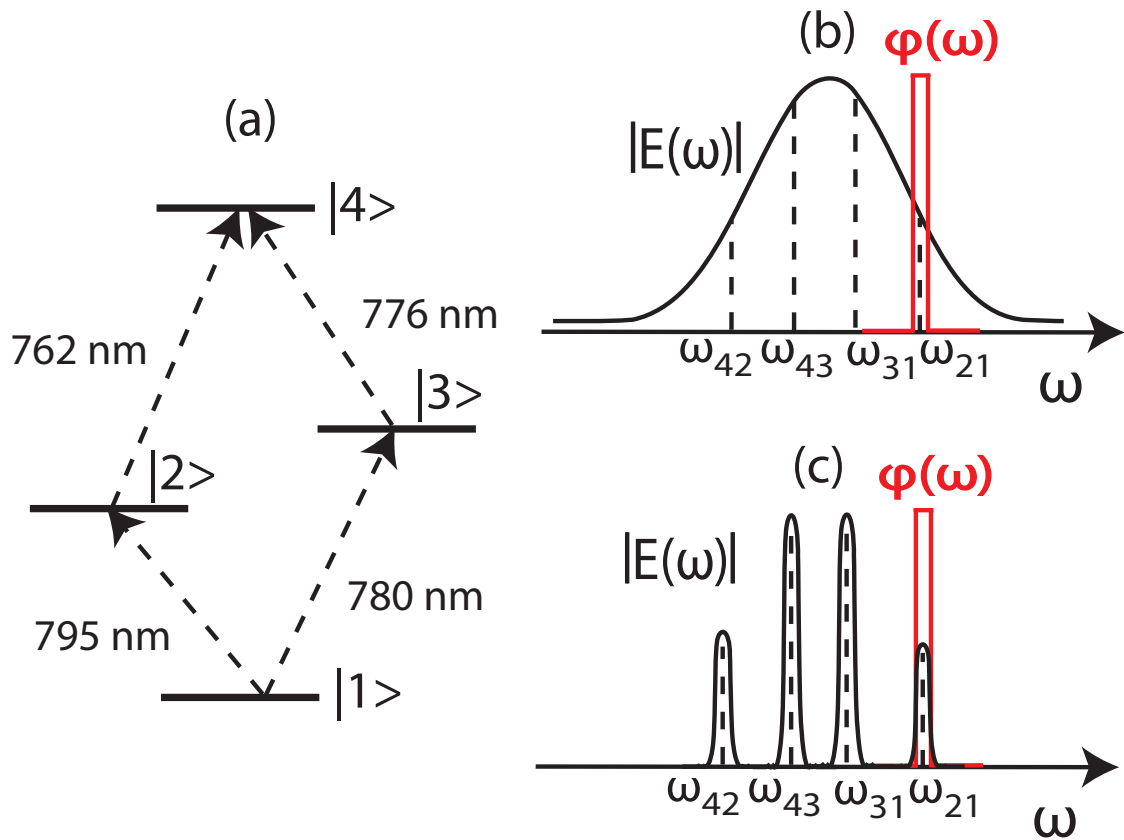 (a)
|4>
762 nm
776 nm
|3>
|2>
795 nm
780 nm
|1>
(b)
φ(ω)
|E(ω)|
ω42 ω43 ω31 ω21
ω
(c)
φ(ω)
|E(ω)|
ω42 ω43 ω31 ω21
ω